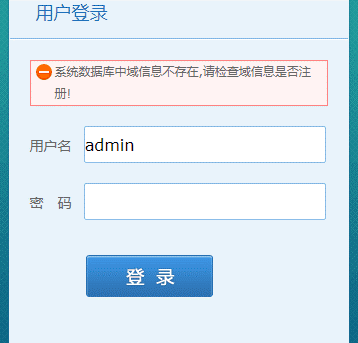 用户登录
系统数据库中域信息不存在,请检查域信息是否注
册!
用户名 admin
密 码
登 录